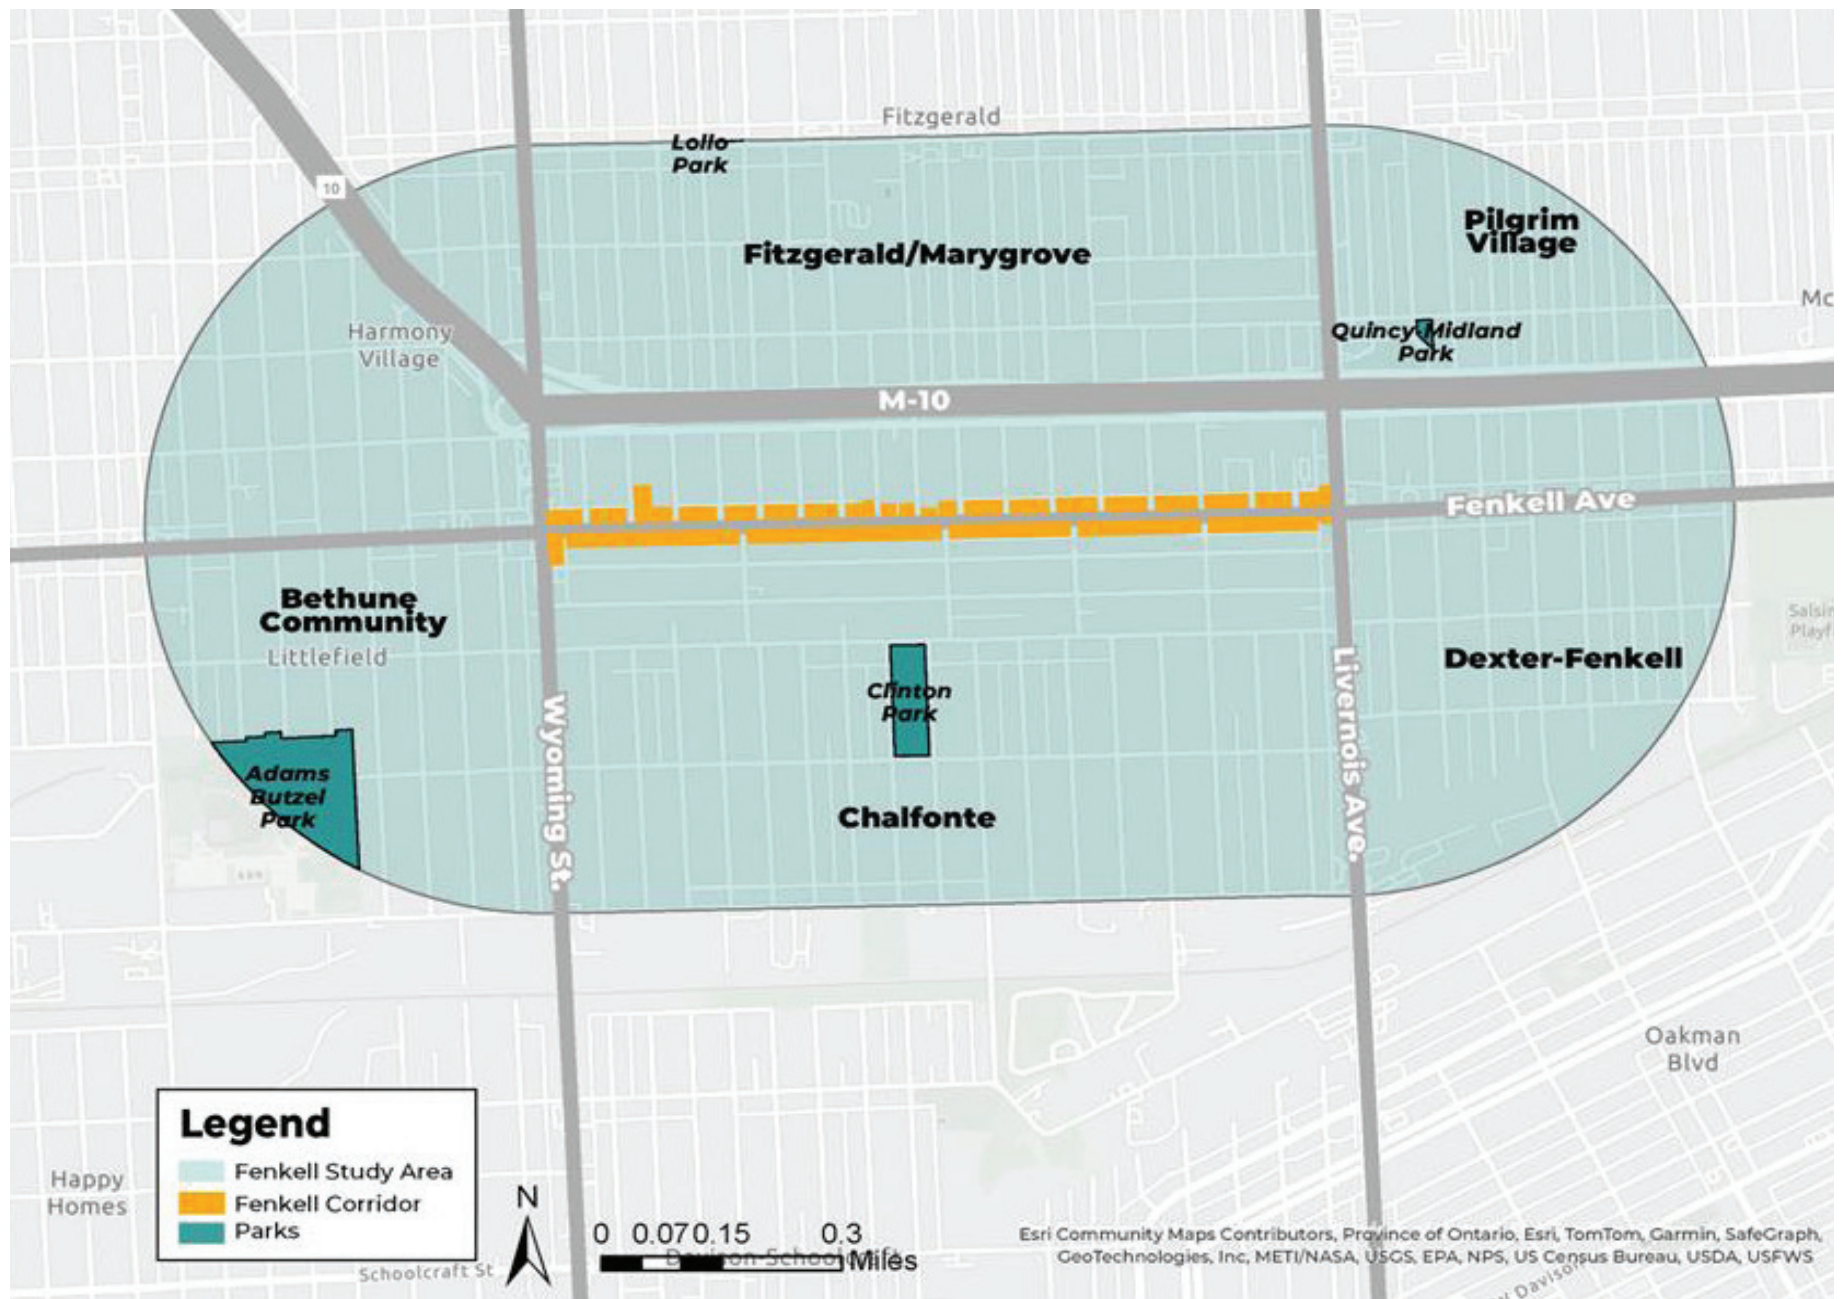 Fitzgerald
Lollo
Park
10
Pilgrim
Village
Fitzgerald/Marygrove
Mc
Harmony
Village
Quincy-Midland
Park
M-10
Fenkell Ave
Bethune
Community
Littlefield
Dexter-Fenkell
Clinton
Park
Livernois Ave.
Wyoming St.
Adams
Butzel
Park
Chalfonte
Oakman
Blvd
Legend
Fenkell Study Area
Fenkell Corridor
Parks
Happy
Homes
N
0 0.07 0.15 0.3
Miles
Schoolcraft St
Esri Community Maps Contributors, Province of Ontario, Esri, TomTom, Garmin, SafeGraph,
GeoTechnologies, Inc, METI/NASA, USGS, EPA, NPS, US Census Bureau, USDA, USFWS